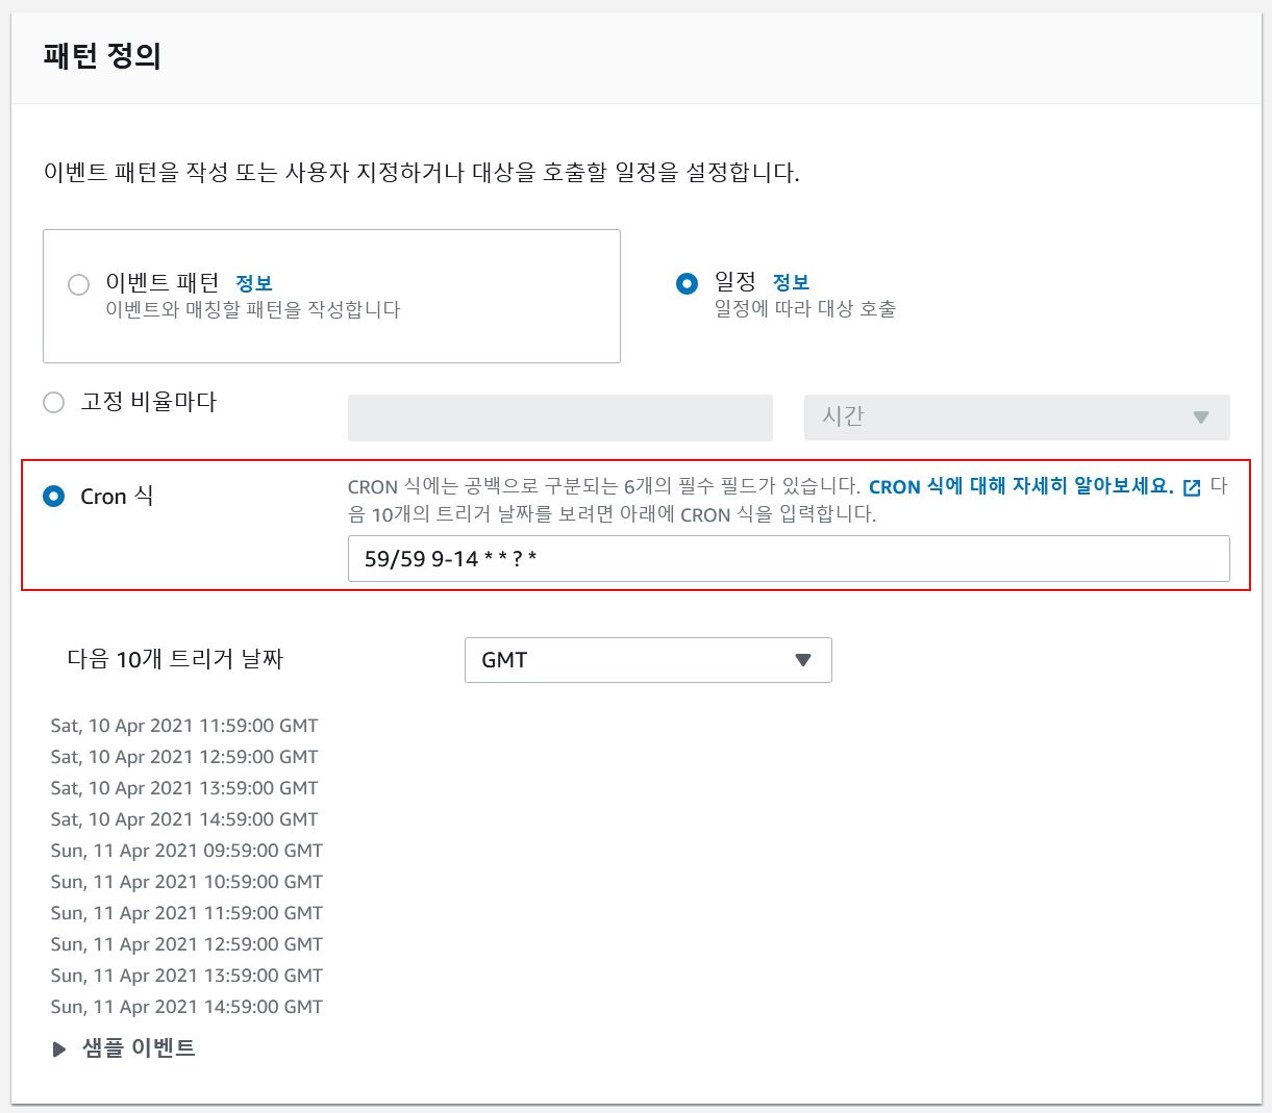 패턴 정의
이벤트 패턴을 작성 또는 사용자 지정하거나 대상을 호출할 일정을 설정합니다.
이벤트 패턴 정보
이벤트와 매칭할 패턴을 작성합니다
일정 정보
일정에 따라 대상 호출
고정 비율마다
시간
Cron 식
CRON 식에는 공백으로 구분되는 6개의 필수 필드가 있습니다. CRON 식에 대해 자세히 알아보세요. 다
음 10개의 트리거 날짜를 보려면 아래에 CRON 식을 입력합니다.
59/59 9-14 * * ? *
다음 10개 트리거 날짜
GMT
Sat, 10 Apr 2021 11:59:00 GMT
Sat, 10 Apr 2021 12:59:00 GMT
Sat, 10 Apr 2021 13:59:00 GMT
Sat, 10 Apr 2021 14:59:00 GMT
Sun, 11 Apr 2021 09:59:00 GMT
Sun, 11 Apr 2021 10:59:00 GMT
Sun, 11 Apr 2021 11:59:00 GMT
Sun, 11 Apr 2021 12:59:00 GMT
Sun, 11 Apr 2021 13:59:00 GMT
Sun, 11 Apr 2021 14:59:00 GMT
샘플 이벤트